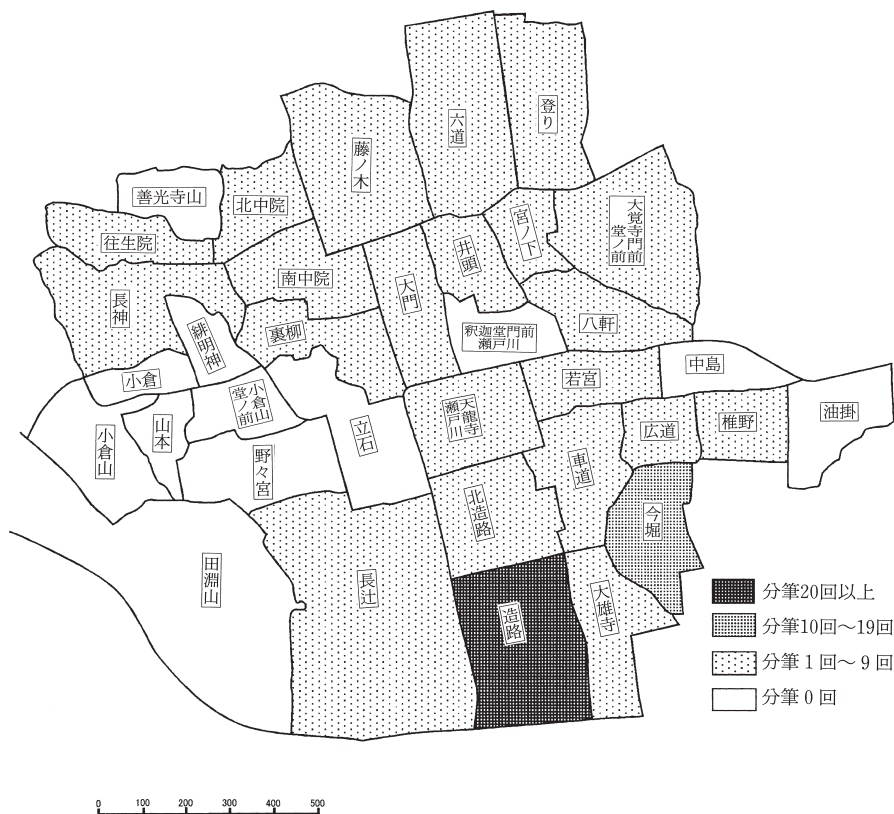 六道
登り
藤ノ木
善光寺山
北中院
往生院
大覚寺門前
堂ノ前
宮ノ下
井頭
南中院
大門
長神
緋明神
裏柳
釈迦堂門前
瀬戸川
八軒
小倉
小倉山
堂ノ前
若宮
中島
油掛
小倉山
山本
野々宮
立石
天龍寺
瀬戸川
車道
広道
椎野
北造路
今堀
田淵山
長辻
造路
大雄寺
分筆20回以上
分筆10回～19回
分筆1回～9回
分筆0回
0 100 200 300 400 500